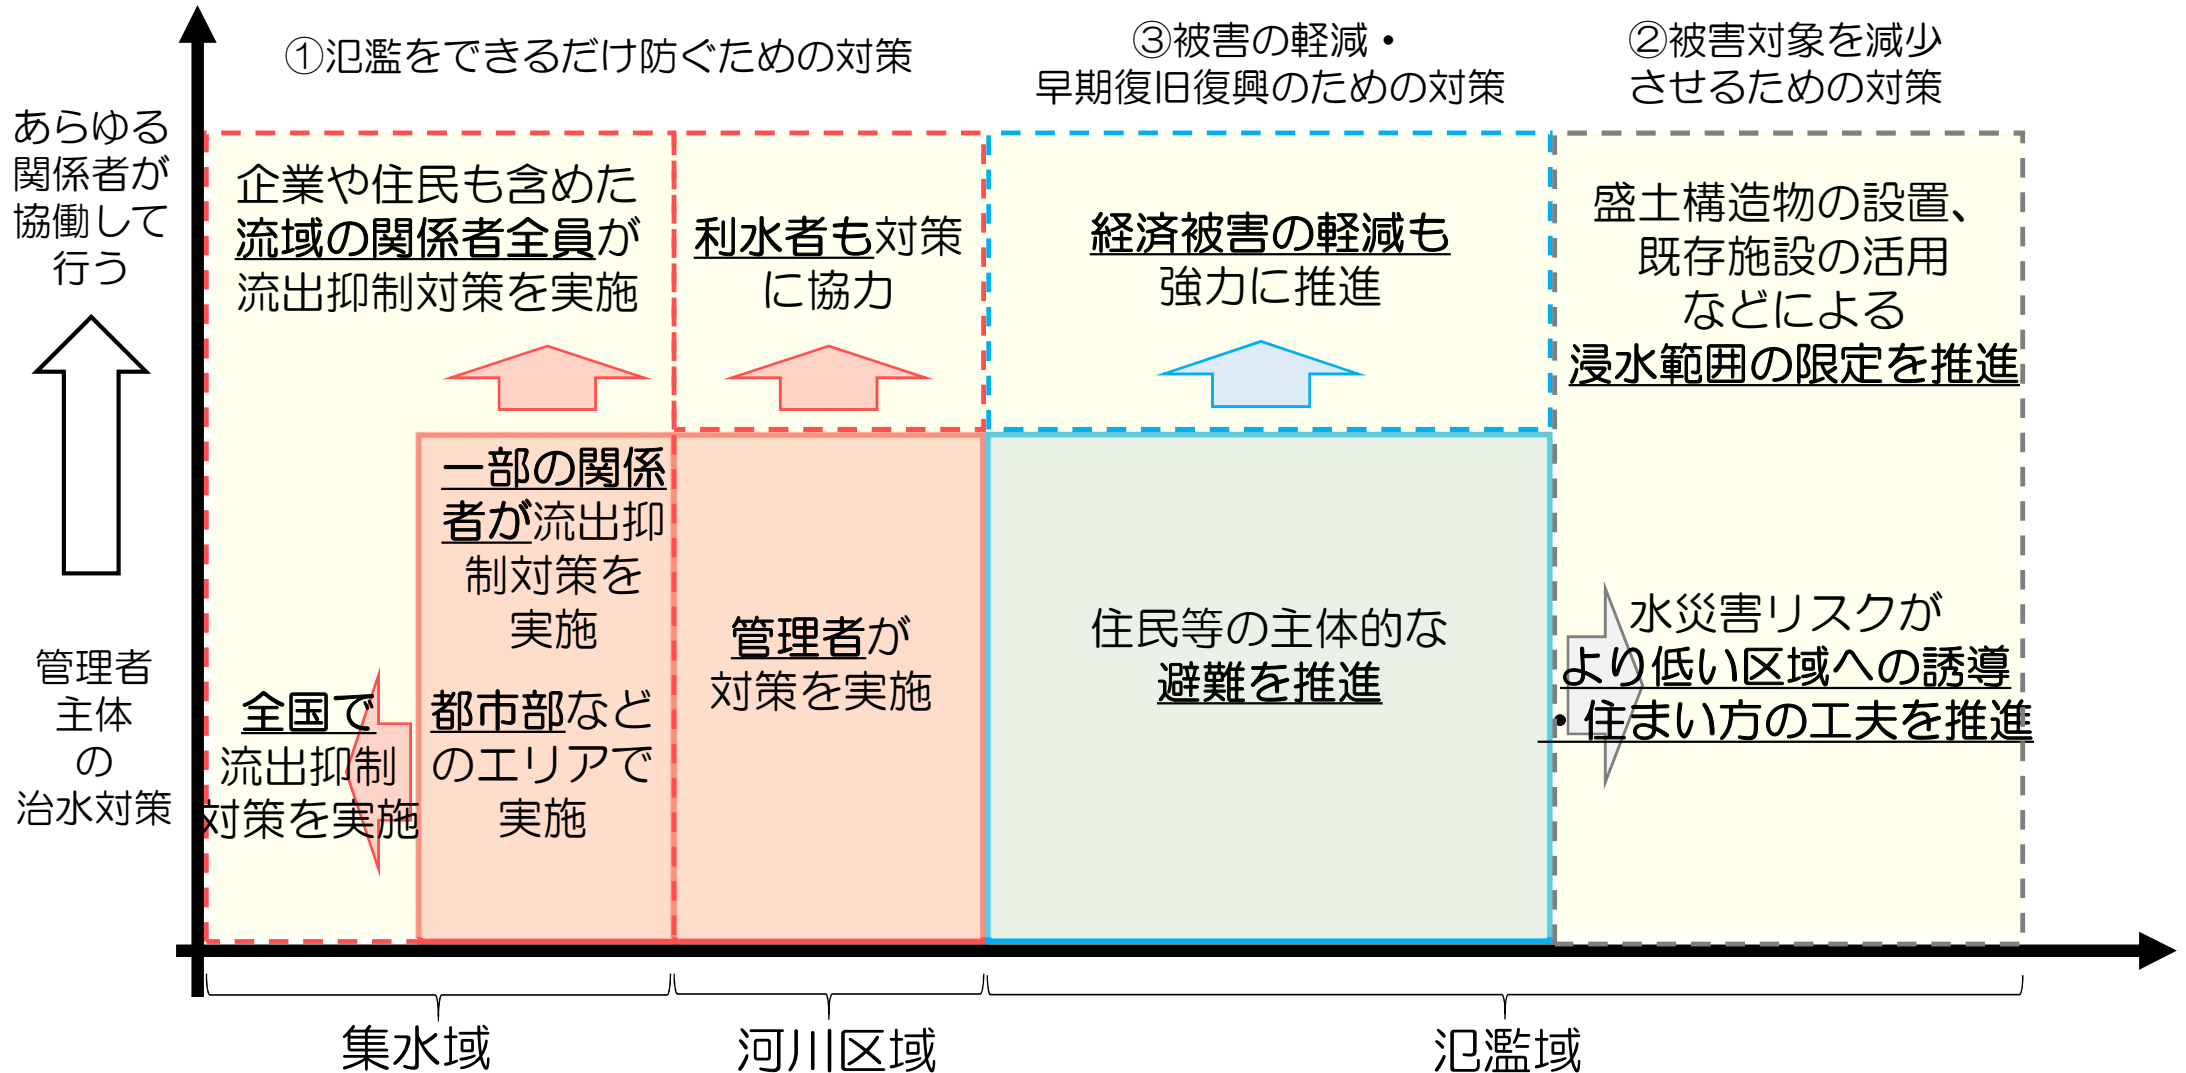 ①氾濫をできるだけ防ぐための対策
③被害の軽減・
早期復旧復興のための対策
②被害対象を減少
させるための対策
あらゆる
関係者が
協働して
行う
管理者
主体
の
治水対策
企業や住民も含めた
流域の関係者全員が
流出抑制対策を実施
利水者も対策
に協力
経済被害の軽減も
強力に推進
盛土構造物の設置、
既存施設の活用
などによる
浸水範囲の限定を推進
一部の関係
者が流出抑
制対策を
実施
都市部など
のエリアで
実施
全国で
流出抑制
対策を実施
管理者が
対策を実施
住民等の主体的な
避難を推進
水災害リスクが
より低い区域への誘導
・住まい方の工夫を推進
集水域
河川区域
氾濫域